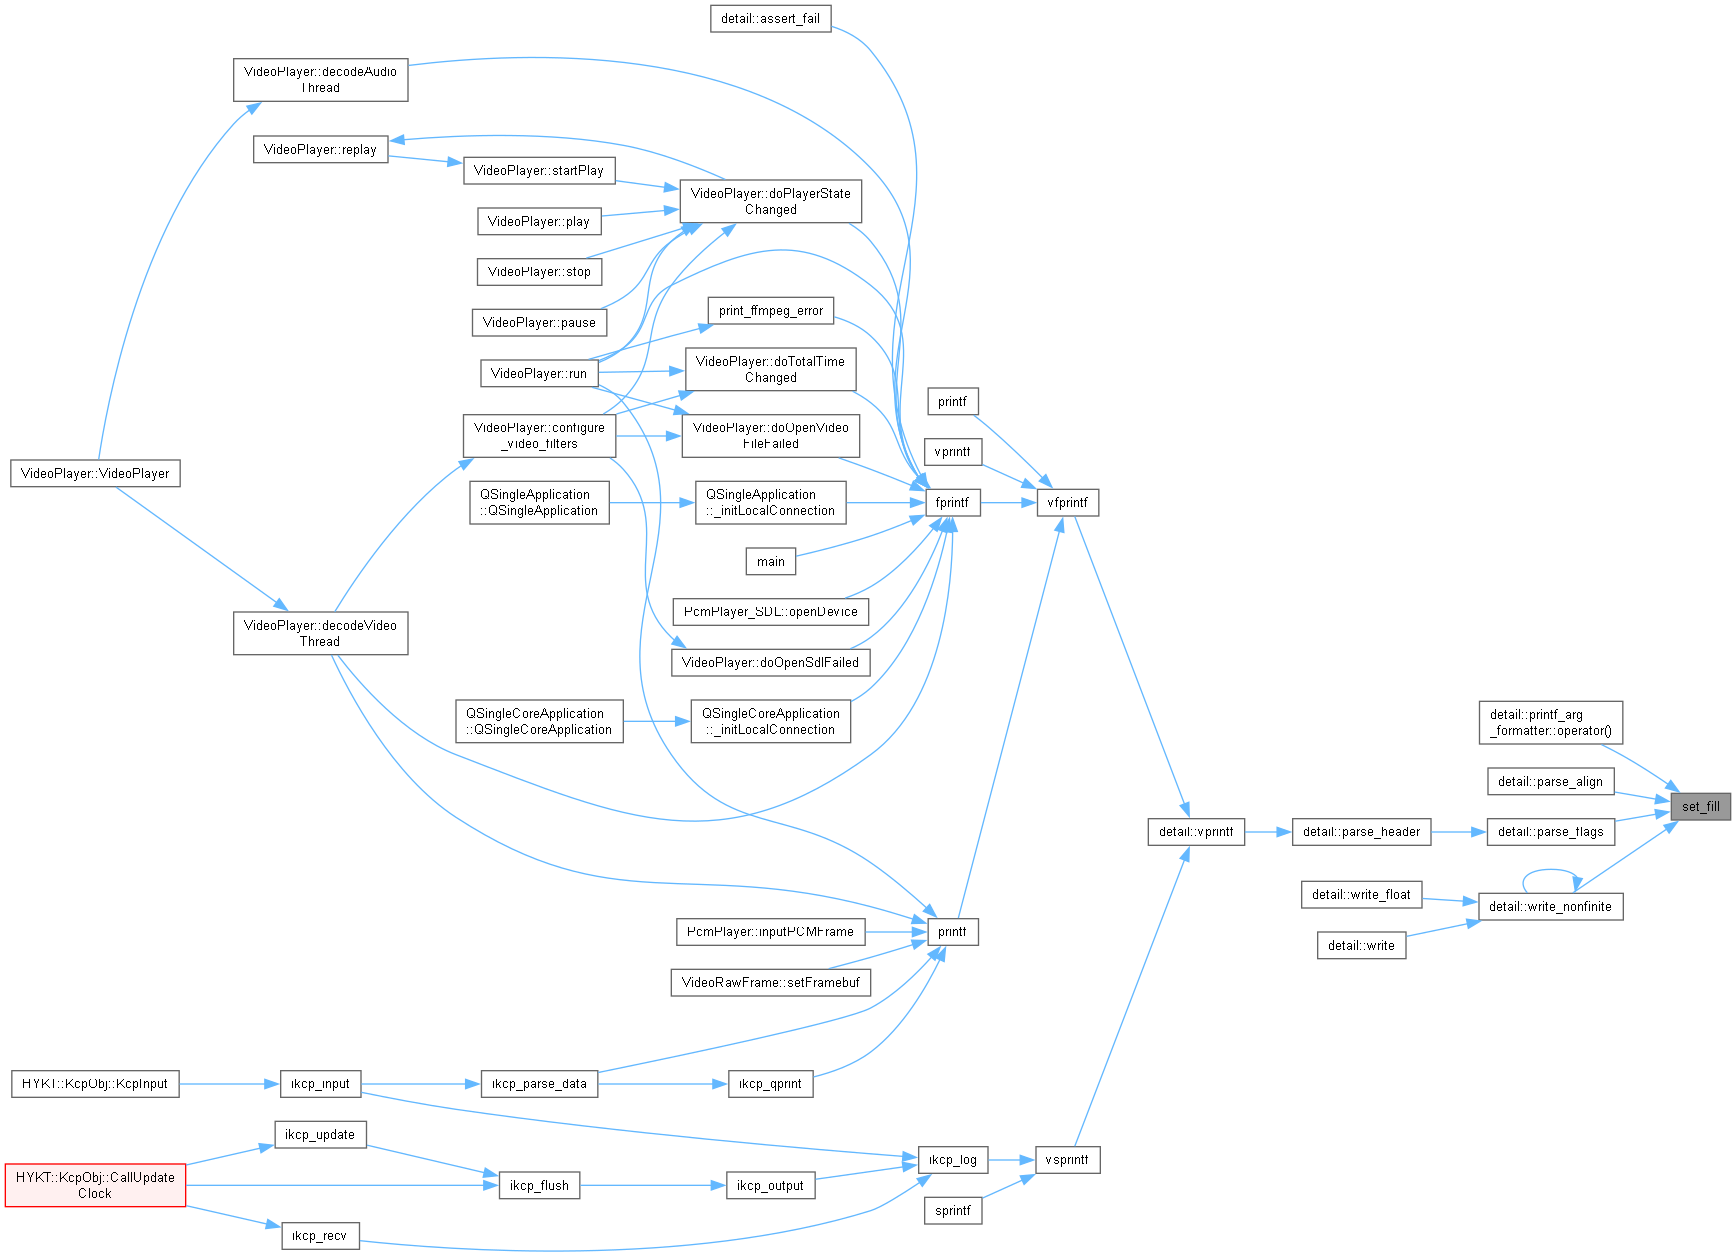 detail::assert_fail
VideoPlayer::decodeAudio
Thread
VideoPlayer::replay
VideoPlayer::startPlay
VideoPlayer::doPlayerState
Changed
VideoPlayer::play
VideoPlayer::stop
VideoPlayer::pause
print_ffmpeg_error
VideoPlayer::run
VideoPlayer::doTotalTime
Changed
printf
VideoPlayer::configure
_video_filters
VideoPlayer::doOpenVideo
FileFailed
vprintf
VideoPlayer::VideoPlayer
QSingleApplication
::QSingleApplication
QSingleApplication
::_initLocalConnection
fprintf
vfprintf
main
PcmPlayer_SDL::openDevice
VideoPlayer::decodeVideo
Thread
VideoPlayer::doOpenSdlFailed
QSingleCoreApplication
::QSingleCoreApplication
QSingleCoreApplication
::_initLocalConnection
detail::printf_arg
_formatter::operator()
detail::parse_align
set_fill
detail::vprintf
detail::parse_header
detail::parse_flags
detail::write_float
detail::write_nonfinite
detail::write
PcmPlayer::inputPCMFrame
printf
VideoRawFrame::setFramebuf
HYKT::KcpObj::KcpInput
ikcp_input
ikcp_parse_data
ikcp_qprint
ikcp_update
ikcp_log
vsprintf
HYKT::KcpObj::CallUpdate
Clock
ikcp_flush
ikcp_output
sprintf
ikcp_recv